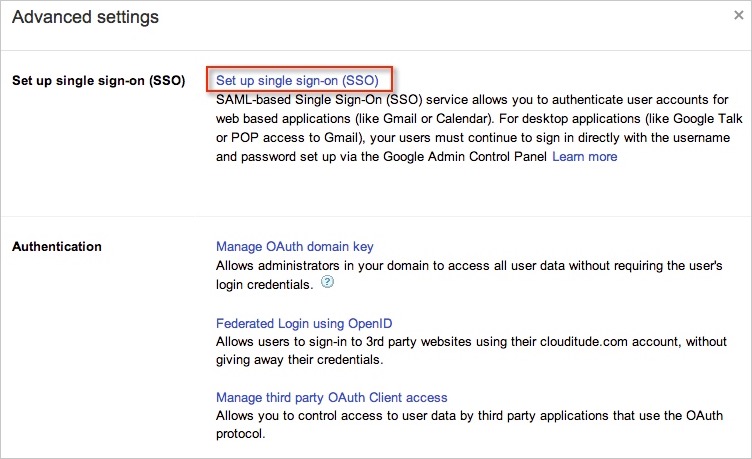 Advanced settings
Set up single sign-on (SSO)
Set up single sign-on (SSO)
SAML-based Single Sign-On (SSO) service allows you to authenticate user accounts for
web based applications (like Gmail or Calendar). For desktop applications (like Google Talk
or POP access to Gmail), your users must continue to sign in directly with the username
and password set up via the Google Admin Control Panel Learn more
Authentication
Manage OAuth domain key
Allows administrators in your domain to access all user data without requiring the user's
login credentials. ?
Federated Login using OpenID
Allows users to sign-in to 3rd party websites using their clouditude.com account, without
giving away their credentials.
Manage third party OAuth Client access
Allows you to control access to user data by third party applications that use the OAuth
protocol.